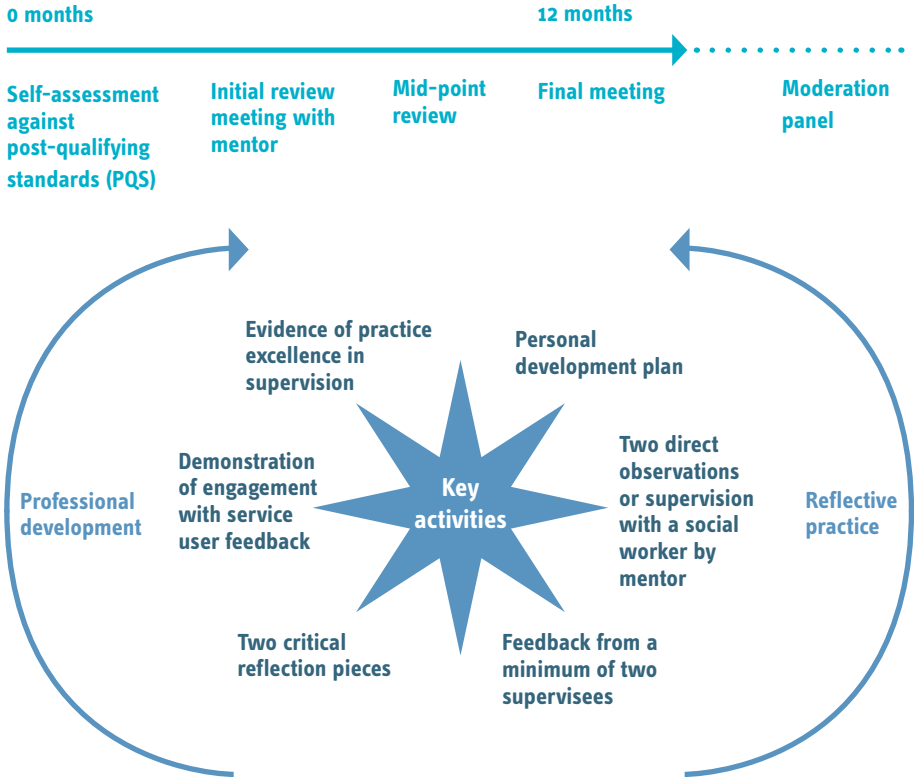 0 months
12 months
Self-assessment
against
post-qualifying
standards (PQS)
Initial review
meeting with
mentor
Mid-point
review
Final meeting
Moderation
panel
Evidence of practice
excellence in
supervision
Personal
development plan
Demonstration
of engagement
with service
user feedback
Key
activities
Two direct
observations
or supervision
with a social
worker by
mentor
Professional
development
Reflective
practice
Two critical
reflection pieces
Feedback from a
minimum of two
supervisees